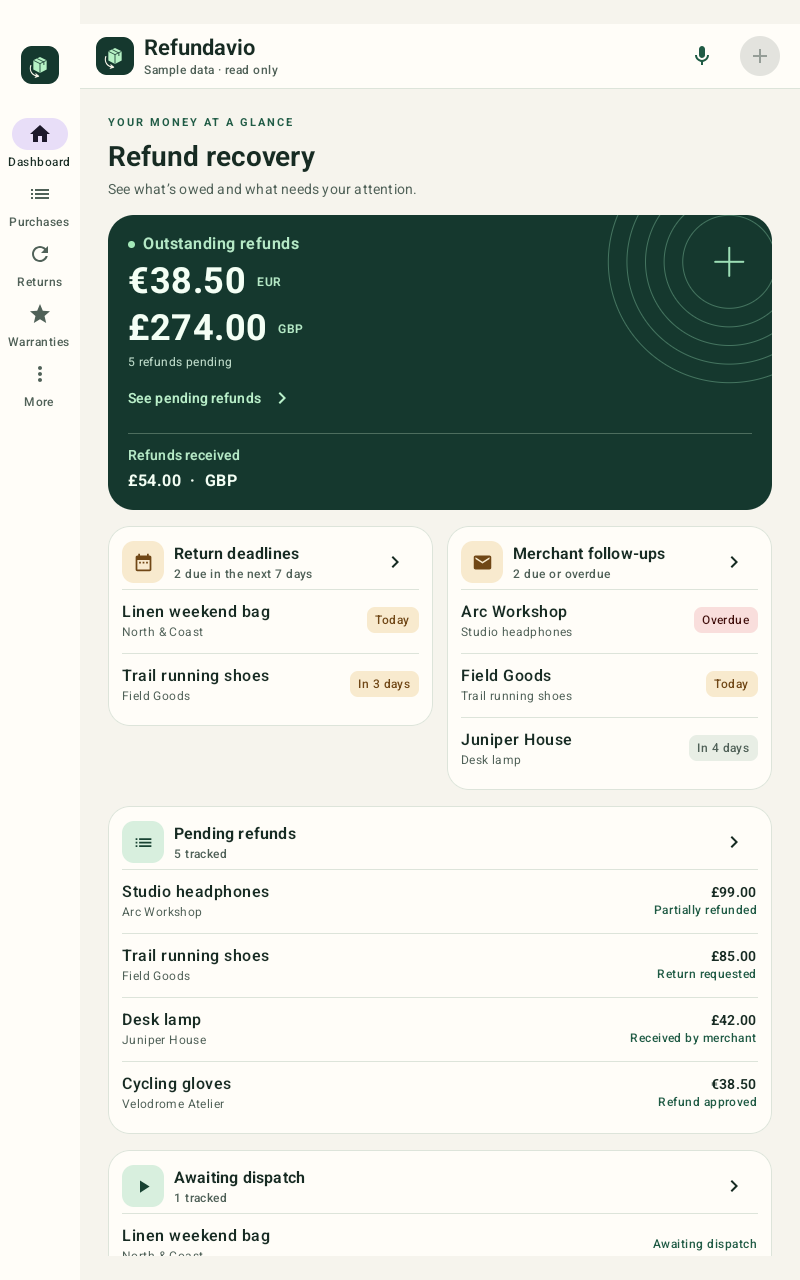 Refundavio
Sample data · read only
Dashboard
Purchases
Returns
Warranties
More
YOUR MONEY AT A GLANCE
Refund recovery
See what's owed and what needs your attention.
Outstanding refunds
€38.50 EUR
£274.00 GBP
5 refunds pending
See pending refunds
Refunds received
£54.00 · GBP
Return deadlines
2 due in the next 7 days
Linen weekend bag
North & Coast
Today
Trail running shoes
Field Goods
In 3 days
Merchant follow-ups
2 due or overdue
Arc Workshop
Studio headphones
Overdue
Field Goods
Trail running shoes
Today
Juniper House
Desk lamp
In 4 days
Pending refunds
5 tracked
Studio headphones
Arc Workshop
£99.00
Partially refunded
Trail running shoes
Field Goods
£85.00
Return requested
Desk lamp
Juniper House
£42.00
Received by merchant
Cycling gloves
Velodrome Atelier
€38.50
Refund approved
Awaiting dispatch
1 tracked
Linen weekend bag
North & Coast
Awaiting dispatch